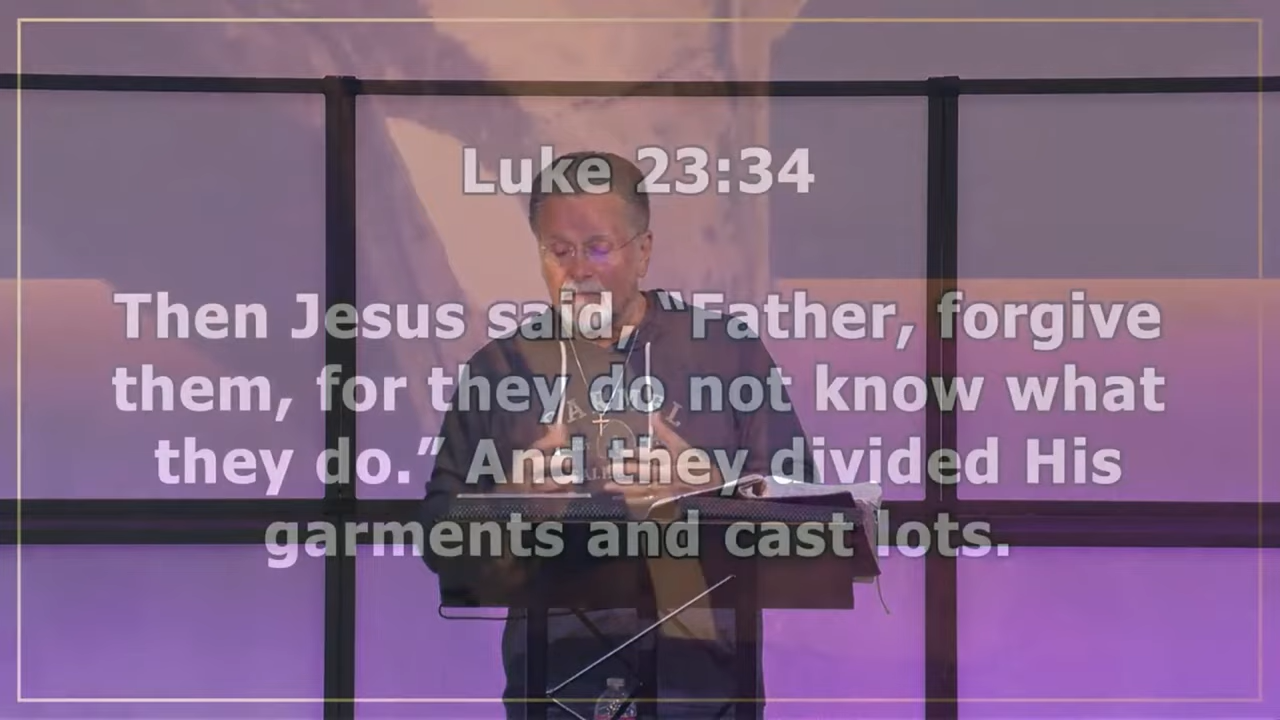 Luke 23:34
Then Jesus said, “Father, forgive
them, for they do not know what
they do.” And they divided His
garments and cast lots.